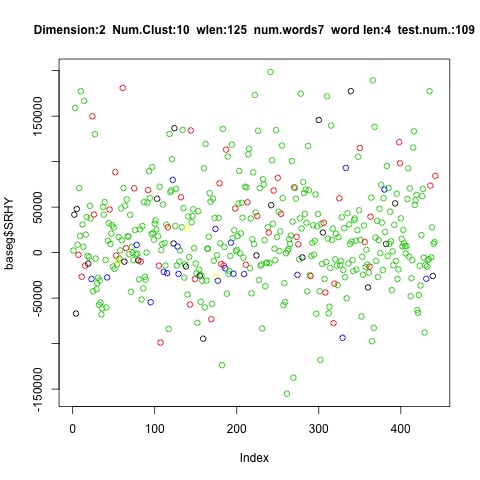 Dimension:2 Num.Clust:10 wlen:125 num.words7 word len:4 test.num.:109
baseg$SRHY
150000
50000
0
-50000
-150000
0 100 200 300 400
Index